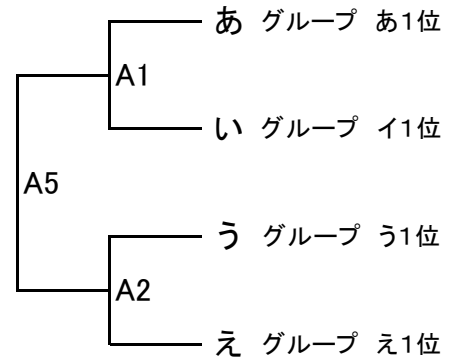 あ グループ あ1位
A1
い グループ イ1位
A5
う グループ う1位
A2
え グループ え1位